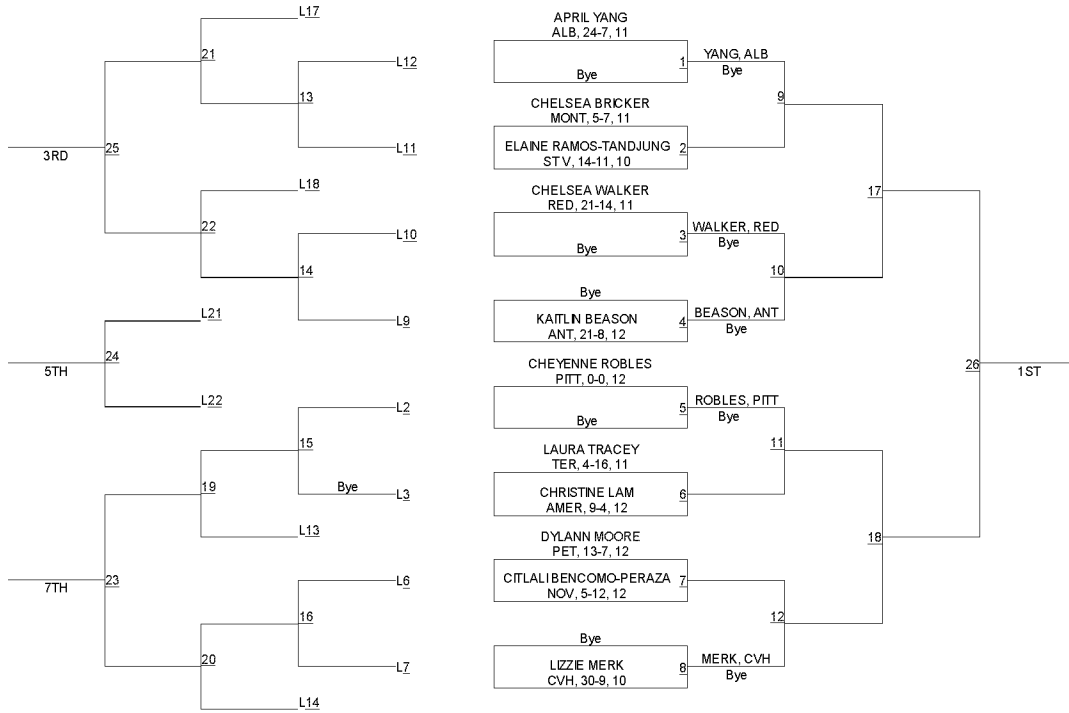 L17
21
L12
13
L11
3RD
25
L18
22
L10
14
L9
L21
24
5TH
L22
L2
15
19
Bye
L3
L13
7TH
23
L6
16
20
L7
L14
APRIL YANG
ALB, 24-7, 11
Bye
1
YANG, ALB
Bye
9
CHELSEA BRICKER
MONT, 5-7, 11
ELAINE RAMOS-TANDJUNG
ST V, 14-11, 10
2
CHELSEA WALKER
RED, 21-14, 11
Bye
3
WALKER, RED
Bye
17
10
Bye
KAITLIN BEASON
ANT, 21-8, 12
4
BEASON, ANT
Bye
CHEYENNE ROBLES
PITT, 0-0, 12
Bye
5
ROBLES, PITT
Bye
26
1ST
11
LAURA TRACEY
TER, 4-16, 11
CHRISTINE LAM
AMER, 9-4, 12
6
DYLANN MOORE
PET, 13-7, 12
CITLALI BENCOMO-PERAZA
NOV, 5-12, 12
7
18
12
Bye
LIZZIE MERK
CVH, 30-9, 10
8
MERK, CVH
Bye